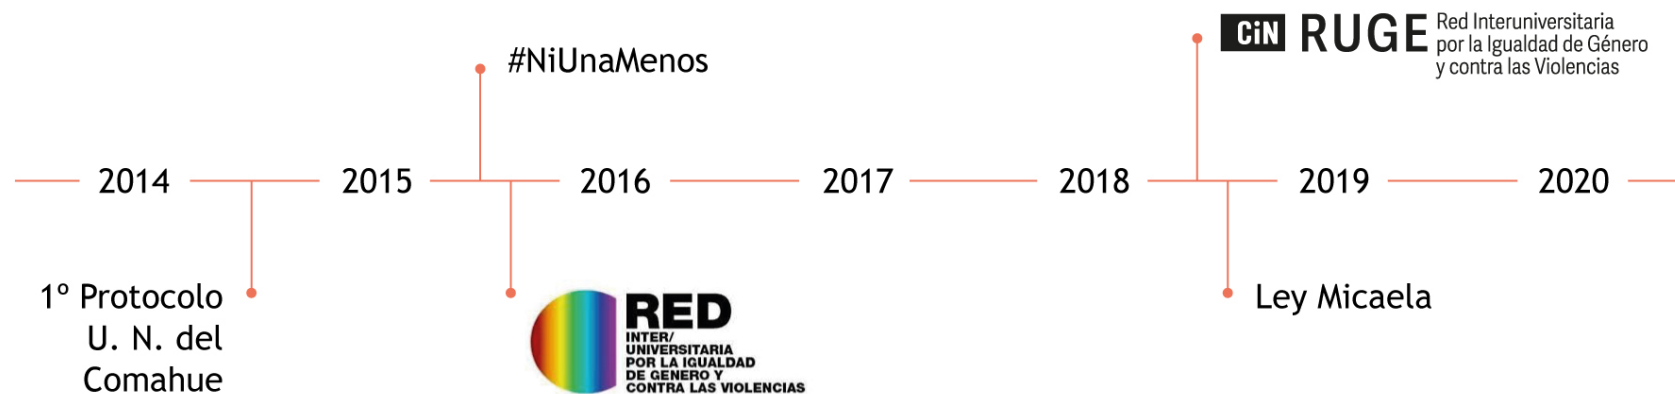 CiN RUGE Red Interuniversitaria
por la Igualdad de Género
y contra las Violencias
#NiUnaMenos
2014 2015 2016 2017 2018 2019 2020
1º Protocolo
U. N. del
Comahue
RED
INTER/
UNIVERSITARIA
POR LA IGUALDAD
DE GENERO Y
CONTRA LAS VIOLENCIAS
Ley Micaela